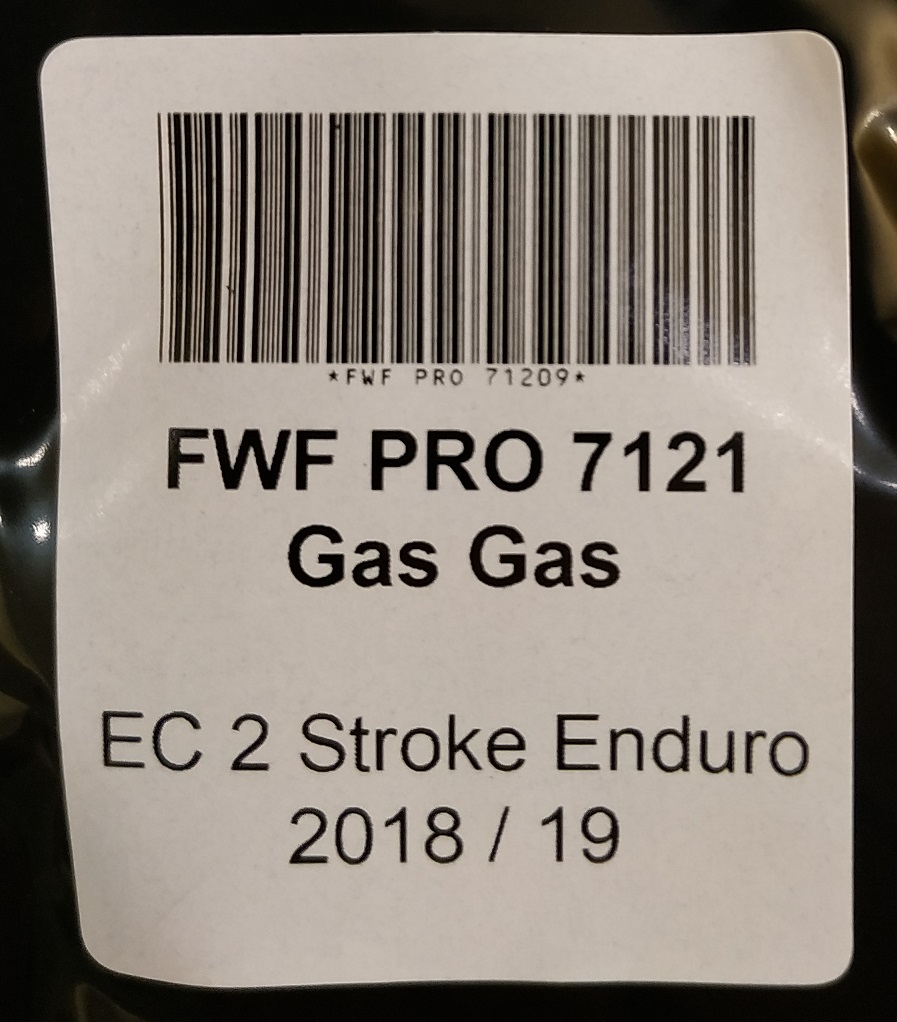 *FWF PRO 71209*
FWF PRO 7121
Gas Gas
EC 2 Stroke Enduro
2018 / 19